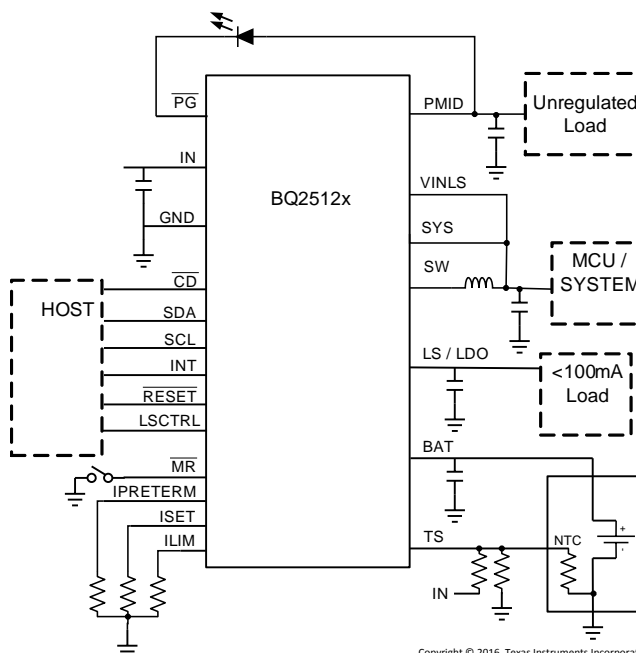 PG
PMID
Unregulated
Load
IN
VINLS
GND
BQ2512x
SYS
SW
MCU /
SYSTEM
HOST
CD
SDA
SCL
INT
RESET
LSCTRL
LS / LDO
<100mA
Load
MR
BAT
IPRETERM
ISET
ILIM
TS
NTC
+
-
IN
Copyright © 2016, Texas Instruments Incorporat